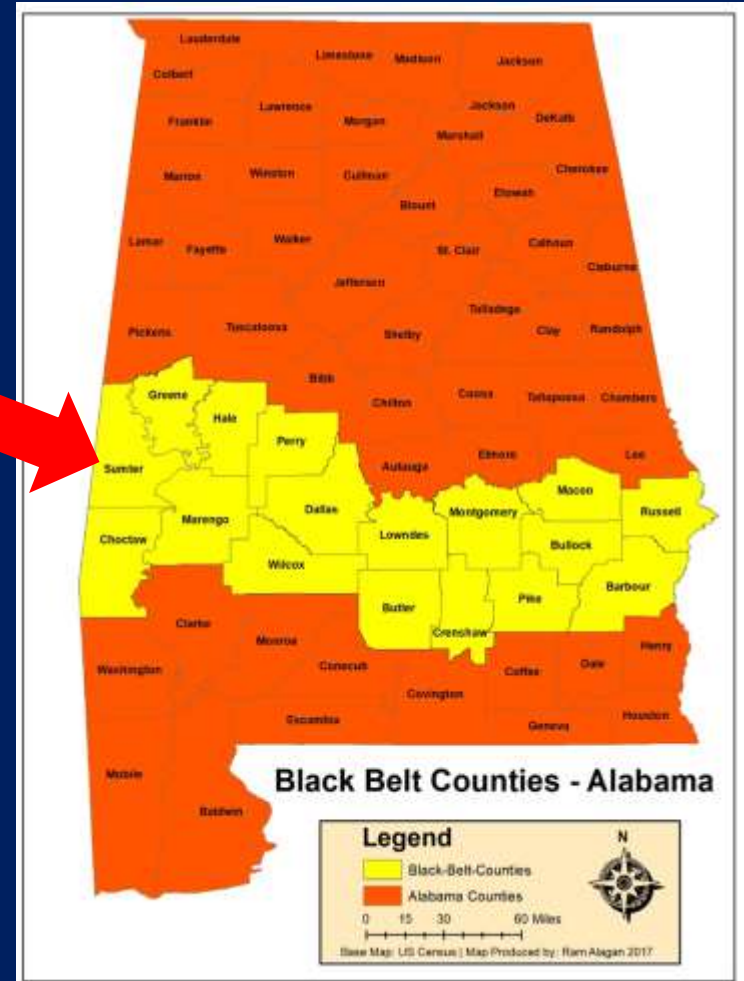 Lauderdale
Limestone Madison Jackson
Colbert
Lawrence Jackson
Franklin Morgan DeKalb
Marshall
Marron Winston Cullman Cherokee
Etowah
Blount
Lamar Fayette Walker St. Clair Calhoun
Cleburne
Jefferson
Talladega
Pickens Tuscaloosa Shelby Clay Randolph
Bibb
Greene Chilton Coosa Tallapoosa Chambers
Hale
Perry Elmore Lee
Sumter Autauga
Macon
Dallas Montgomery Russell
Marengo
Choctaw Lowndes Bullock
Wilcox
Barbour
Butler Pike
Clarke Crenshaw
Monroe Henry
Washington Conecuh Coffee Dale
Covington
Escambia Geneva Houston
Mobile
Black Belt Counties - Alabama
Baldwin
Legend
N
Black-Belt-Counties
Alabama Counties
0 15 30 60 Miles
Base Map: US Census | Map Produced by: Ram Alagan 2017